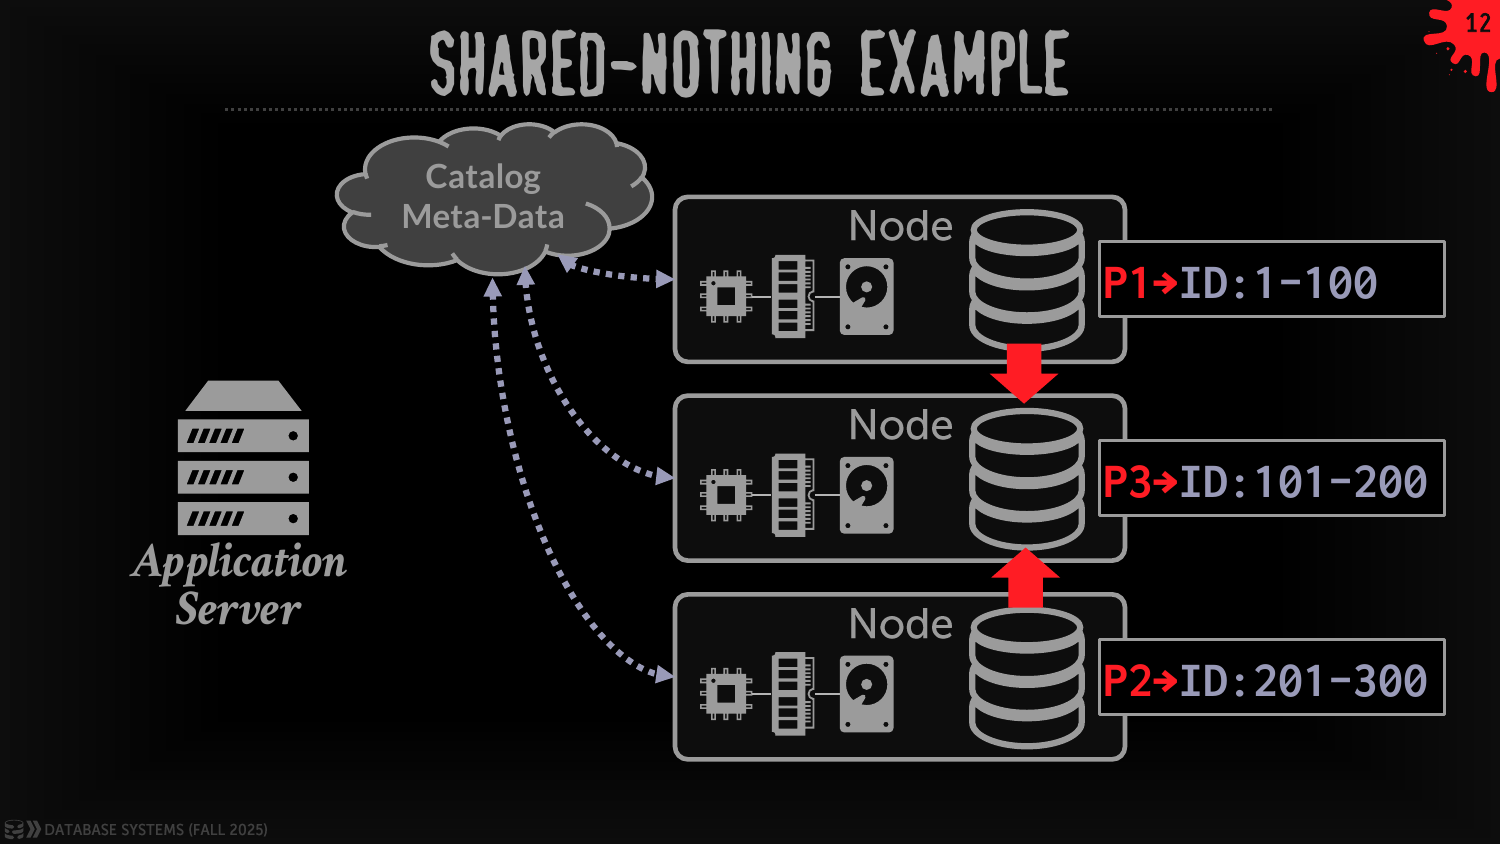 SHARED-NOTHING EXAMPLE
12
Catalog
Meta-Data
Node
P1→ID:1-100
Node
P3→ID:101-200
Application
Server
Node
P2→ID:201-300
DATABASE SYSTEMS (FALL 2025)